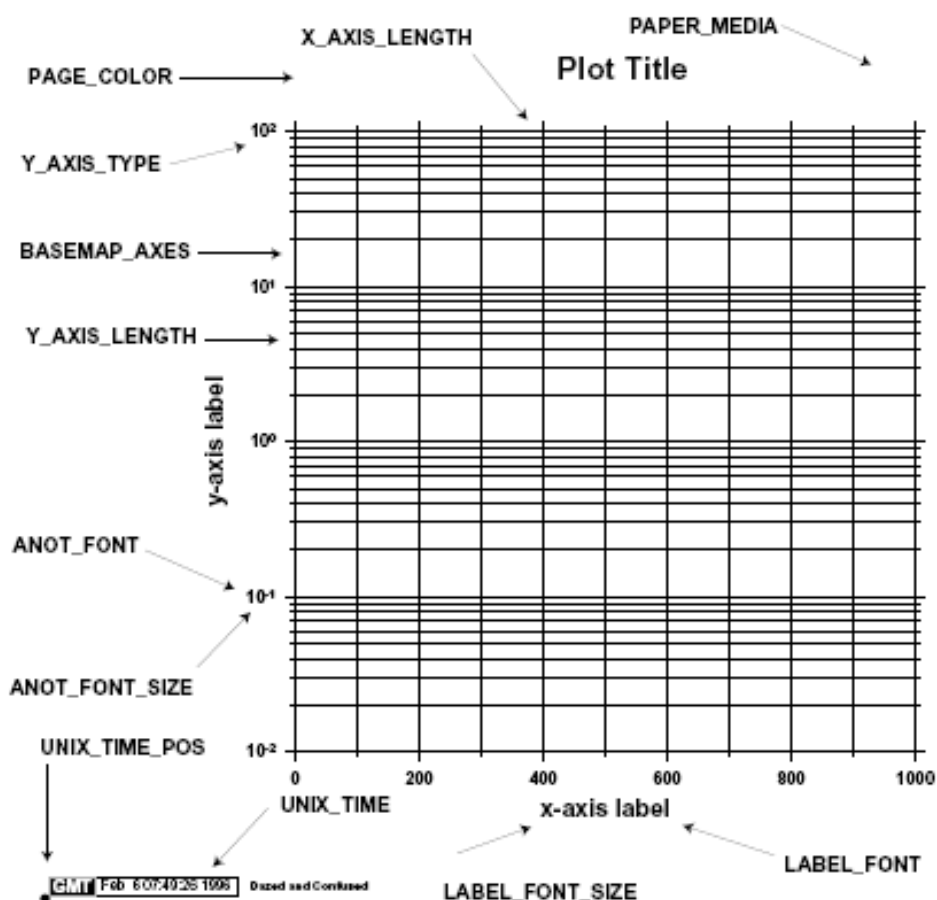 PAPER_MEDIA
X_AXIS_LENGTH
Plot Title
PAGE_COLOR
10²
Y_AXIS_TYPE
BASEMAP_AXES
10¹
Y_AXIS_LENGTH
y-axis label
10⁰
ANOT_FONT
10⁻¹
ANOT_FONT_SIZE
UNIX_TIME_POS
10⁻²
0 200 400 600 800 1000
UNIX_TIME
x-axis label
LABEL_FONT
GMT Feb 6 07:49:26 1996 Dazed and Confused
LABEL_FONT_SIZE